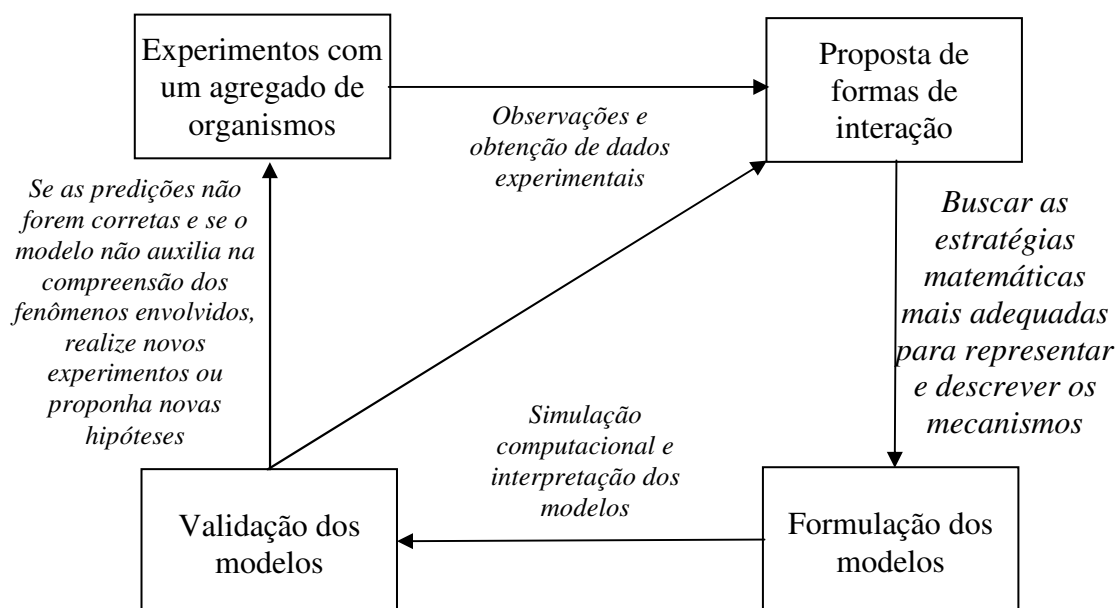 Experimentos com
um agregado de
organismos
Observações e
obtenção de dados
experimentais
Proposta de
formas de
interação
Se as predições não
forem corretas e se o
modelo não auxilia na
compreensão dos
fenômenos envolvidos,
realize novos
experimentos ou
proponha novas
hipóteses
Buscar as
estratégias
matemáticas
mais adequadas
para representar
e descrever os
mecanismos
Simulação
computacional e
interpretação dos
modelos
Validação dos
modelos
Formulação dos
modelos